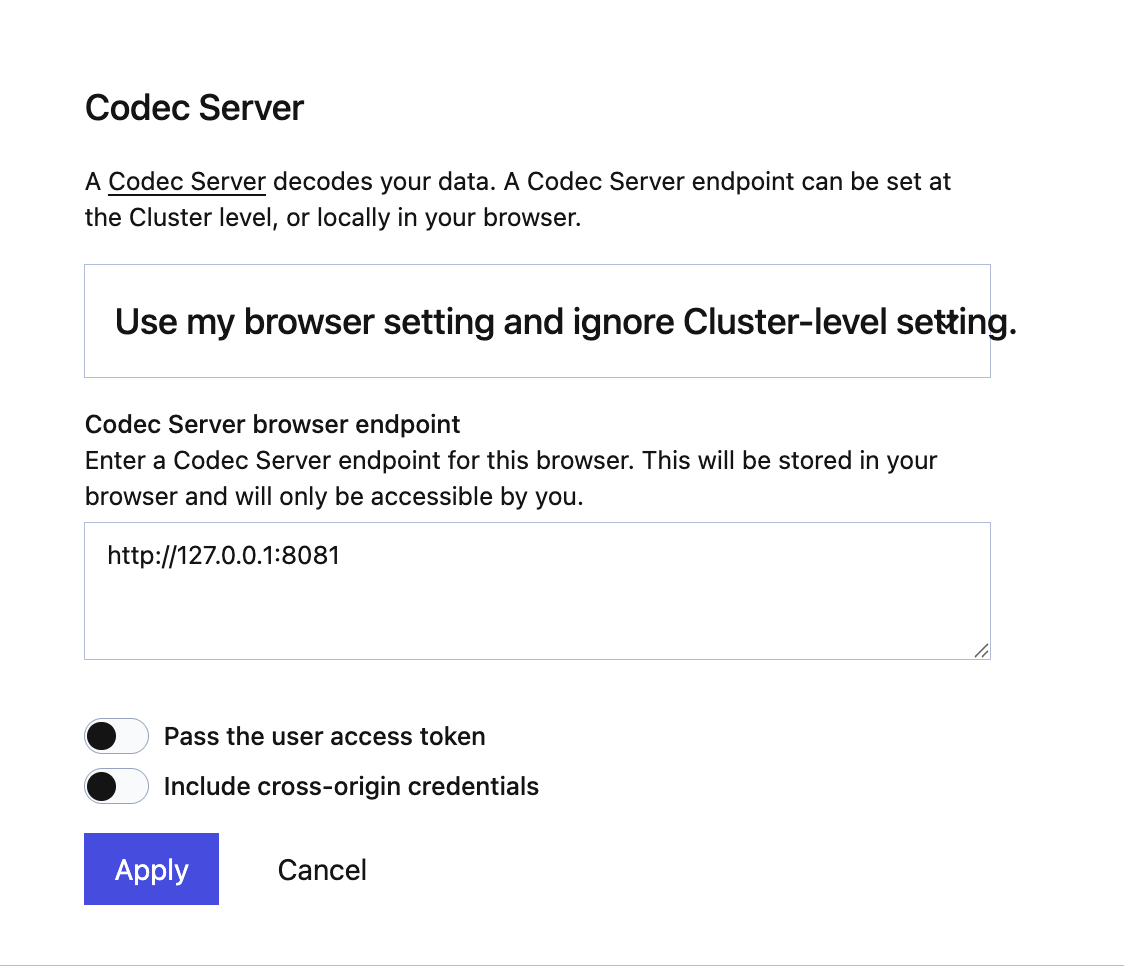 Codec Server
A Codec Server decodes your data. A Codec Server endpoint can be set at
the Cluster level, or locally in your browser.
Use my browser setting and ignore Cluster-level setting.
Codec Server browser endpoint
Enter a Codec Server endpoint for this browser. This will be stored in your
browser and will only be accessible by you.
http://127.0.0.1:8081
Pass the user access token
Include cross-origin credentials
Apply Cancel